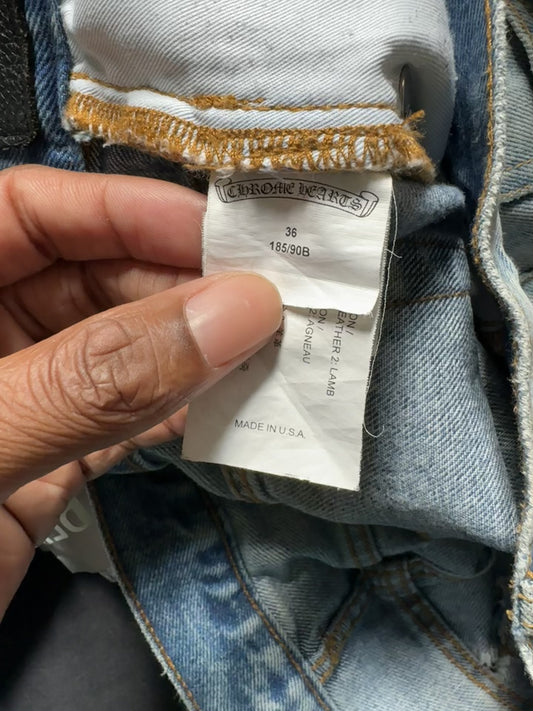 CHROME HEARTS
36
185/90B
ON /
EATHER 2: LAMB
ON /
2: AGNEAU
MADE IN U.S.A.